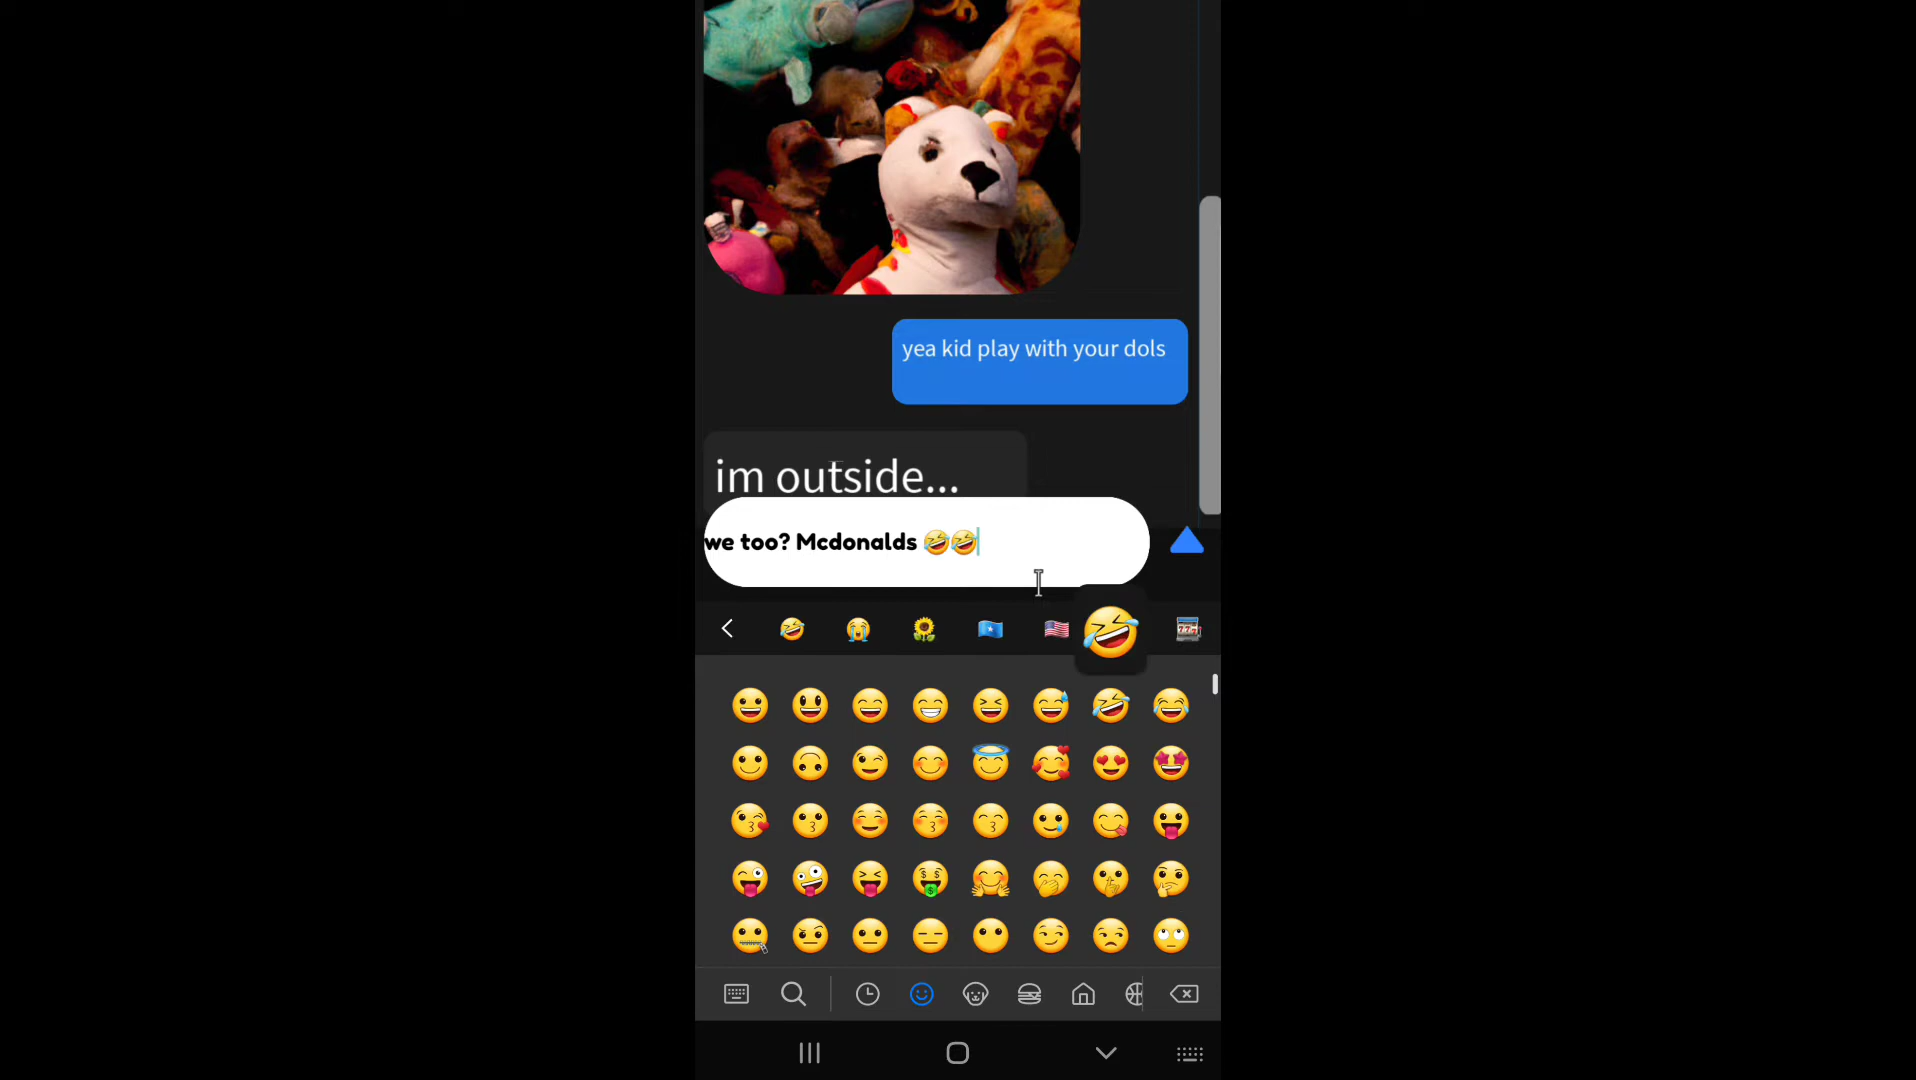 yea kid play with your dols
im outside...
we too? Mcdonalds 🤣🤣